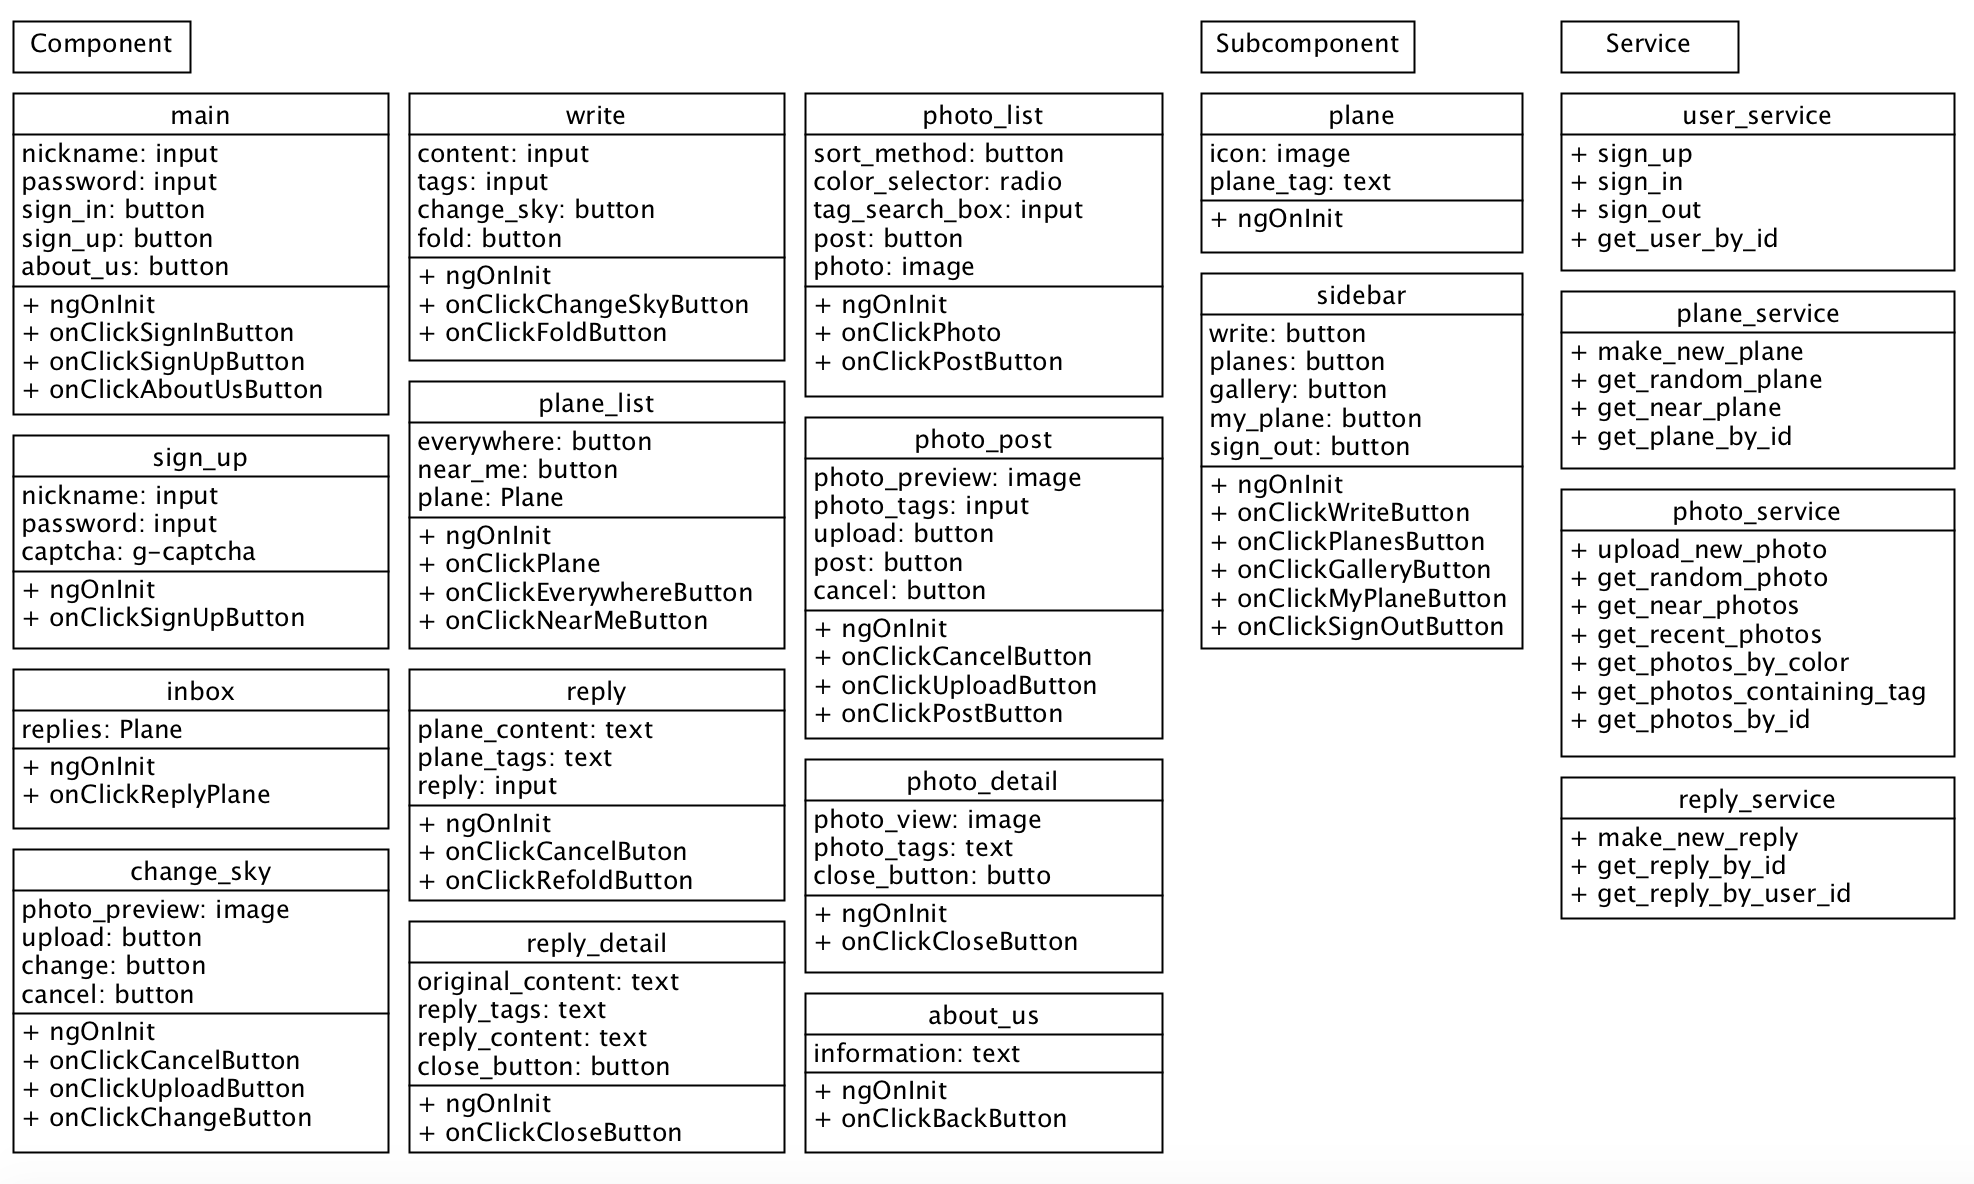 Component
main
nickname: input
password: input
sign_in: button
sign_up: button
about_us: button
+ ngOnInit
+ onClickSignInButton
+ onClickSignUpButton
+ onClickAboutUsButton
sign_up
nickname: input
password: input
captcha: g-captcha
+ ngOnInit
+ onClickSignUpButton
inbox
replies: Plane
+ ngOnInit
+ onClickReplyPlane
change_sky
photo_preview: image
upload: button
change: button
cancel: button
+ ngOnInit
+ onClickCancelButton
+ onClickUploadButton
+ onClickChangeButton
write
content: input
tags: input
change_sky: button
fold: button
+ ngOnInit
+ onClickChangeSkyButton
+ onClickFoldButton
plane_list
everywhere: button
near_me: button
plane: Plane
+ ngOnInit
+ onClickPlane
+ onClickEverywhereButton
+ onClickNearMeButton
reply
plane_content: text
plane_tags: text
reply: input
+ ngOnInit
+ onClickCancelButon
+ onClickRefoldButton
reply_detail
original_content: text
reply_tags: text
reply_content: text
close_button: button
+ ngOnInit
+ onClickCloseButton
photo_list
sort_method: button
color_selector: radio
tag_search_box: input
post: button
photo: image
+ ngOnInit
+ onClickPhoto
+ onClickPostButton
photo_post
photo_preview: image
photo_tags: input
upload: button
post: button
cancel: button
+ ngOnInit
+ onClickCancelButton
+ onClickUploadButton
+ onClickPostButton
photo_detail
photo_view: image
photo_tags: text
close_button: butto
+ ngOnInit
+ onClickCloseButton
about_us
information: text
+ ngOnInit
+ onClickBackButton
Subcomponent
plane
icon: image
plane_tag: text
+ ngOnInit
sidebar
write: button
planes: button
gallery: button
my_plane: button
sign_out: button
+ ngOnInit
+ onClickWriteButton
+ onClickPlanesButton
+ onClickGalleryButton
+ onClickMyPlaneButton
+ onClickSignOutButton
Service
user_service
+ sign_up
+ sign_in
+ sign_out
+ get_user_by_id
plane_service
+ make_new_plane
+ get_random_plane
+ get_near_plane
+ get_plane_by_id
photo_service
+ upload_new_photo
+ get_random_photo
+ get_near_photos
+ get_recent_photos
+ get_photos_by_color
+ get_photos_containing_tag
+ get_photos_by_id
reply_service
+ make_new_reply
+ get_reply_by_id
+ get_reply_by_user_id